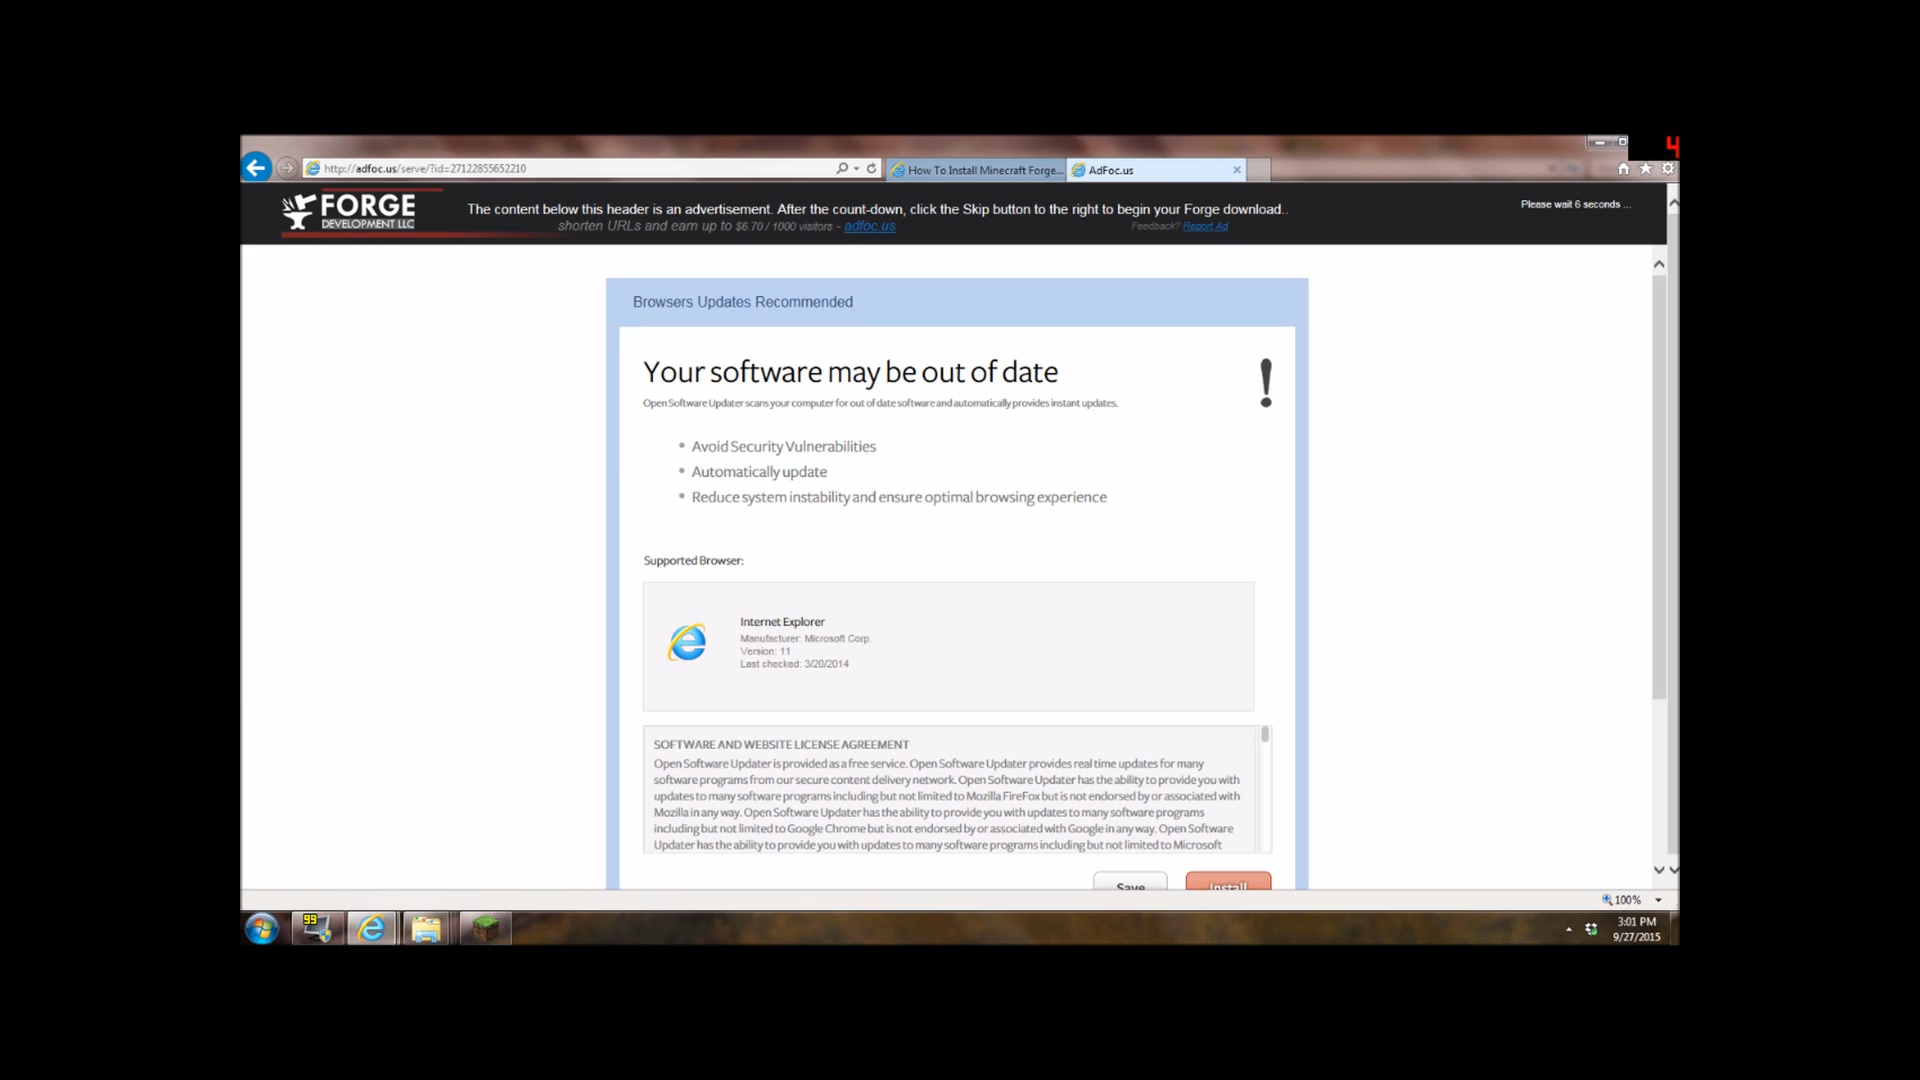 4
http://adfoc.us/serve/?id=27122855652210
How To Install Minecraft Forge...
AdFoc.us
FORGE
DEVELOPMENT LLC
The content below this header is an advertisement. After the count-down, click the Skip button to the right to begin your Forge download..
shorten URLs and earn up to $6.70 / 1000 visitors - adfoc.us
Feedback? Report Ad
Please wait 6 seconds ...
Browsers Updates Recommended
Your software may be out of date
!
Open Software Updater scans your computer for out of date software and automatically provides instant updates.
• Avoid Security Vulnerabilities
• Automatically update
• Reduce system instability and ensure optimal browsing experience
Supported Browser:
Internet Explorer
Manufacturer: Microsoft Corp.
Version: 11
Last checked: 3/20/2014
SOFTWARE AND WEBSITE LICENSE AGREEMENT
Open Software Updater is provided as a free service. Open Software Updater provides real time updates for many
software programs from our secure content delivery network. Open Software Updater has the ability to provide you with
updates to many software programs including but not limited to Mozilla FireFox but is not endorsed by or associated with
Mozilla in any way. Open Software Updater has the ability to provide you with updates to many software programs
including but not limited to Google Chrome but is not endorsed by or associated with Google in any way. Open Software
Updater has the ability to provide you with updates to many software programs including but not limited to Microsoft
Save
Install
100%
99
3:01 PM
9/27/2015